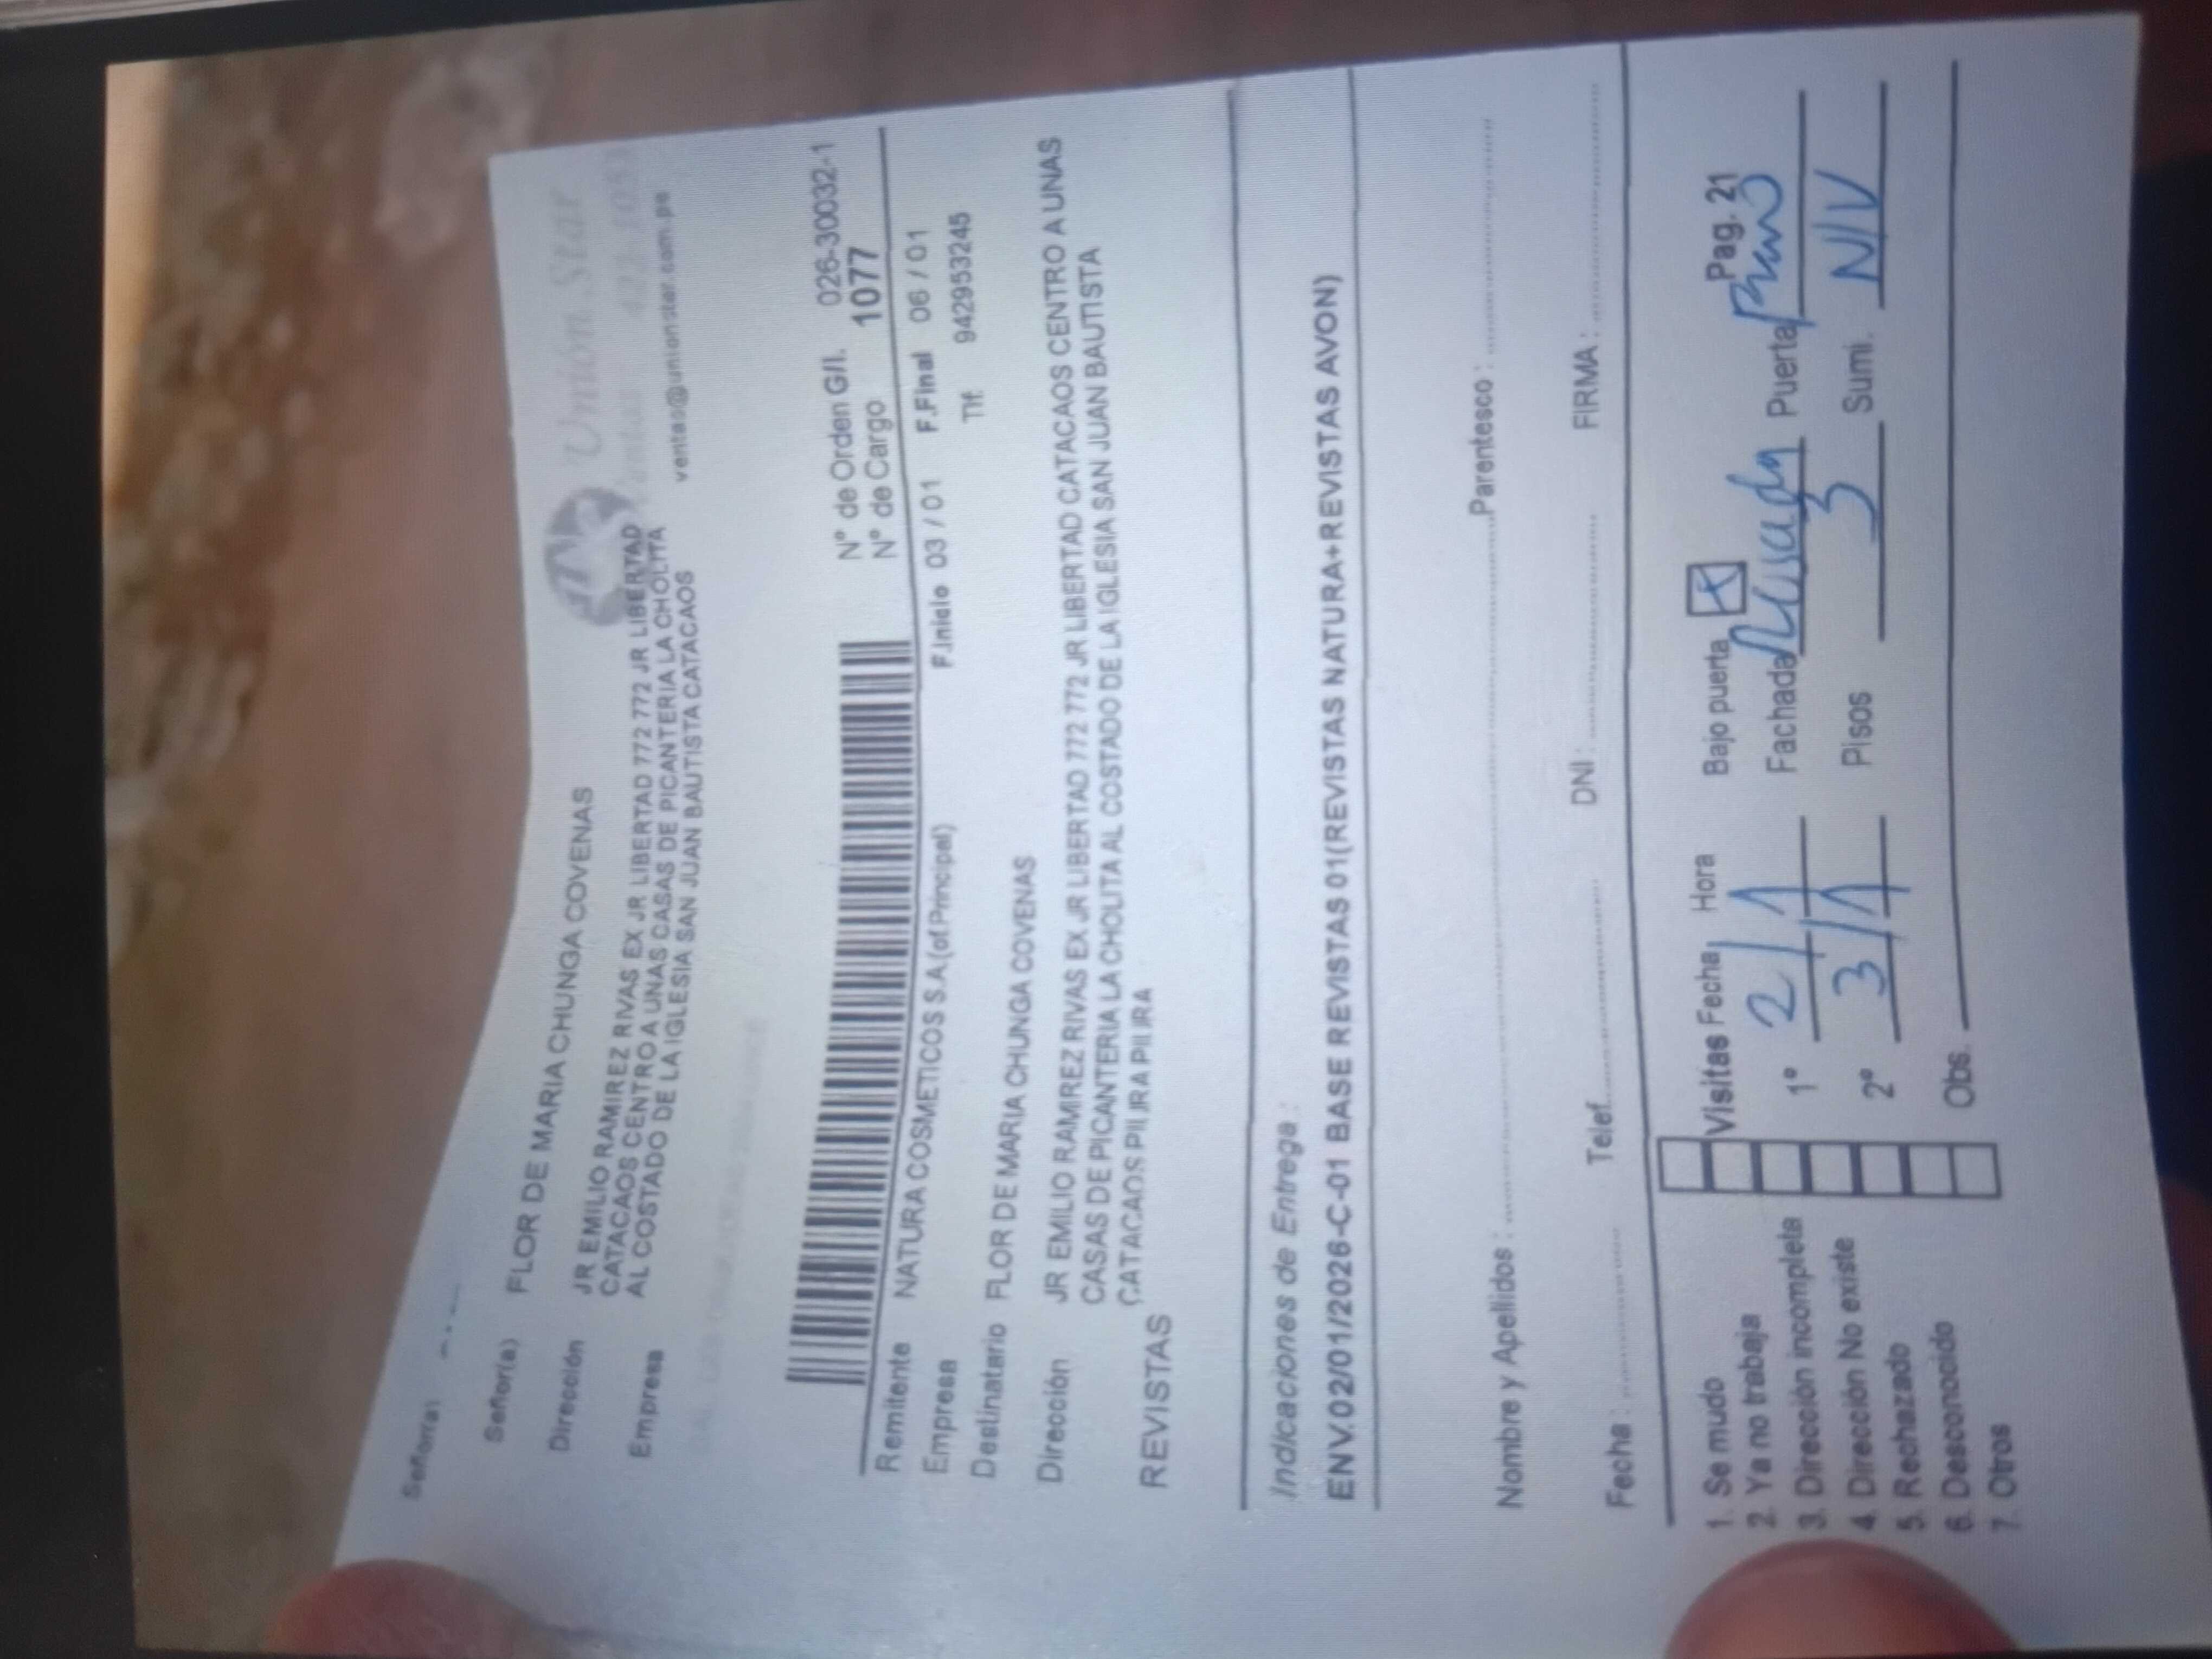 Señor(a)
Unión Star
ventas@unionstar.com.pe
Señor(a) FLOR DE MARIA CHUNGA COVENAS
Dirección JR EMILIO RAMIREZ RIVAS EX JR LIBERTAD 772 772 JR LIBERTAD
CATACAOS CENTRO A UNAS CASAS DE PICANTERIA LA CHOLITA
Empresa AL COSTADO DE LA IGLESIA SAN JUAN BAUTISTA CATACAOS
N° de Orden G/I. 026-30032-1
N° de Cargo 1077
Remitente NATURA COSMETICOS S.A.(of.Principal) F.Inicio 03 / 01 F.Final 06 / 01
Empresa
Tlf. 942953245
Destinatario FLOR DE MARIA CHUNGA COVENAS
Dirección JR EMILIO RAMIREZ RIVAS EX JR LIBERTAD 772 772 JR LIBERTAD CATACAOS CENTRO A UNAS
CASAS DE PICANTERIA LA CHOLITA AL COSTADO DE LA IGLESIA SAN JUAN BAUTISTA
CATACAOS PIURA PIURA
REVISTAS
Indicaciones de Entrega :
ENV.02/01/2026-C-01 BASE REVISTAS 01(REVISTAS NATURA+REVISTAS AVON)
Nombre y Apellidos : Parentesco :
Fecha : Telef. DNI : FIRMA :
Pag. 21
1. Se mudo Visitas Fecha Hora Bajo puerta X
2. Ya no trabaja
3. Dirección incompleta 1° 2/1 Fachada Puerta
4. Dirección No existe
5. Rechazado 2° 3/1 Pisos 3 Sumi. N/V
6. Desconocido
7. Otros Obs.